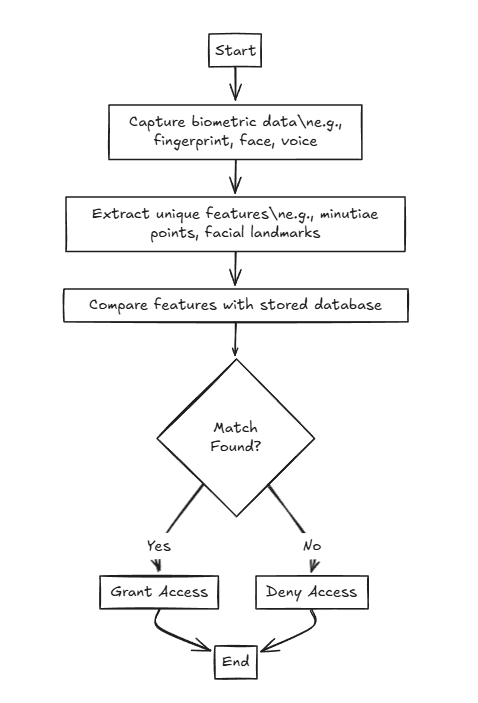 Start
Capture biometric data\ne.g.,
fingerprint, face, voice
Extract unique features\ne.g., minutiae
points, facial landmarks
Compare features with stored database
Match
Found?
Yes
No
Grant Access
Deny Access
End